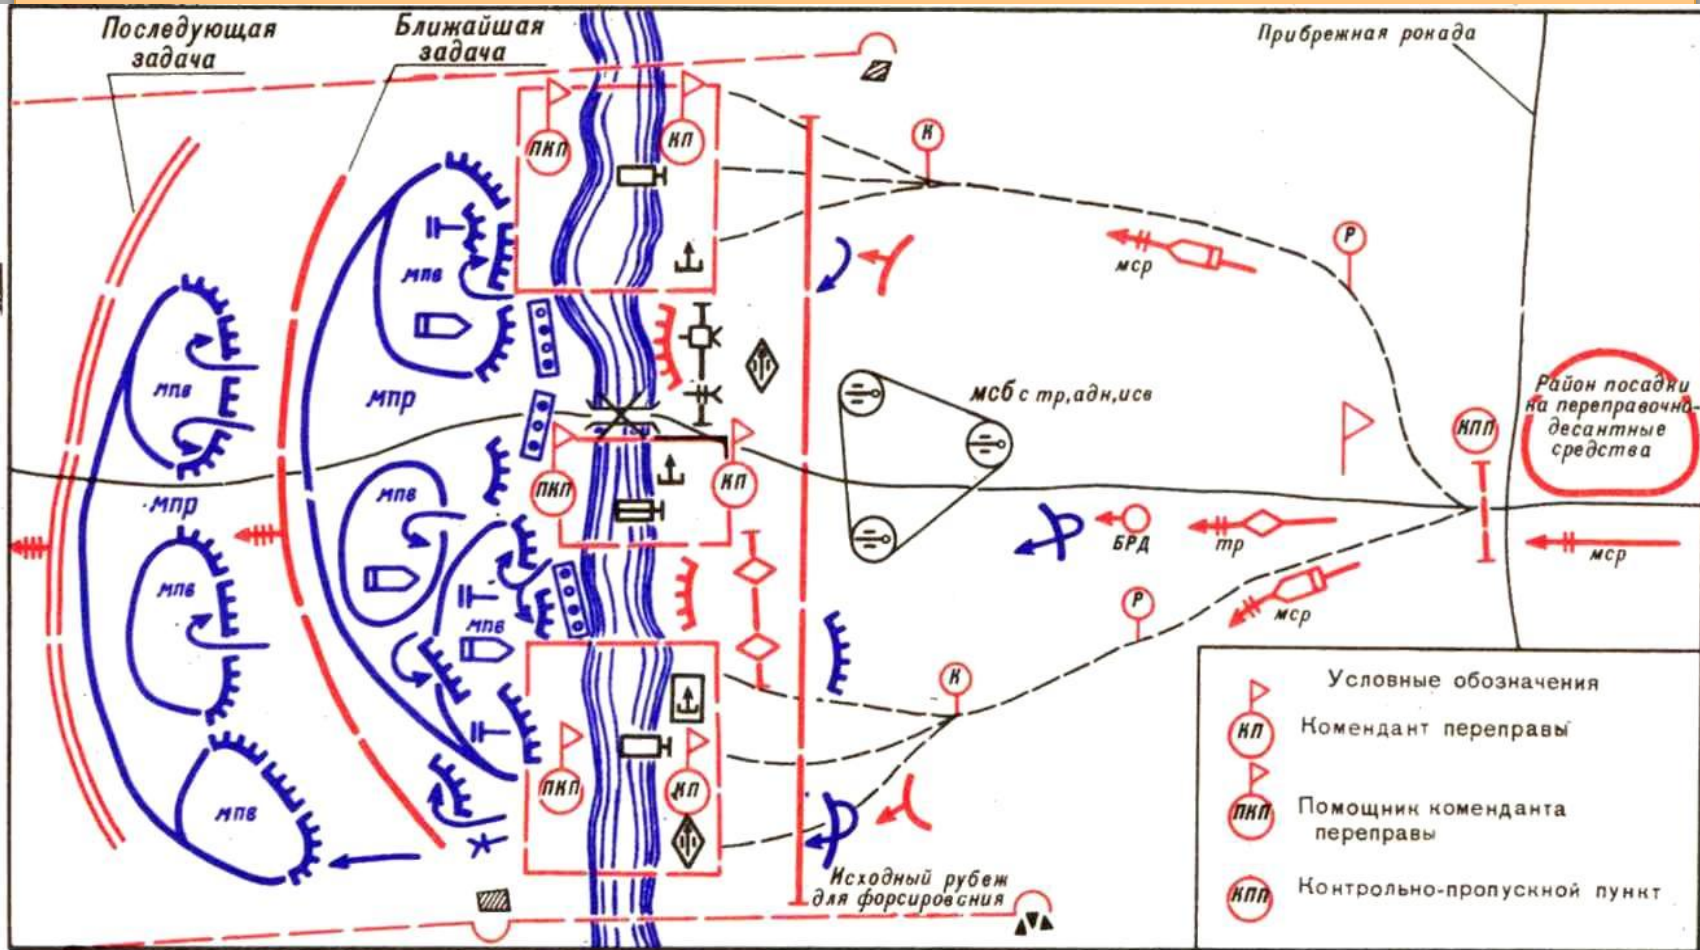 Последующая
задача
Ближайшая
задача
Прибрежная рокада
ПКП
КП
К
Р
мср
мпв
мпр
мпв
мсб с тр, адн, исв
Район посадки
на переправочно-
десантные
средства
КПП
мпв
ПКП
КП
мпр
БРД
тр
мср
мпв
мпв
Р
мср
К
ПКП
КП
мпв
Исходный рубеж
для форсирования
Условные обозначения
КП
Комендант переправы
ПКП
Помощник коменданта
переправы
КПП
Контрольно-пропускной пункт